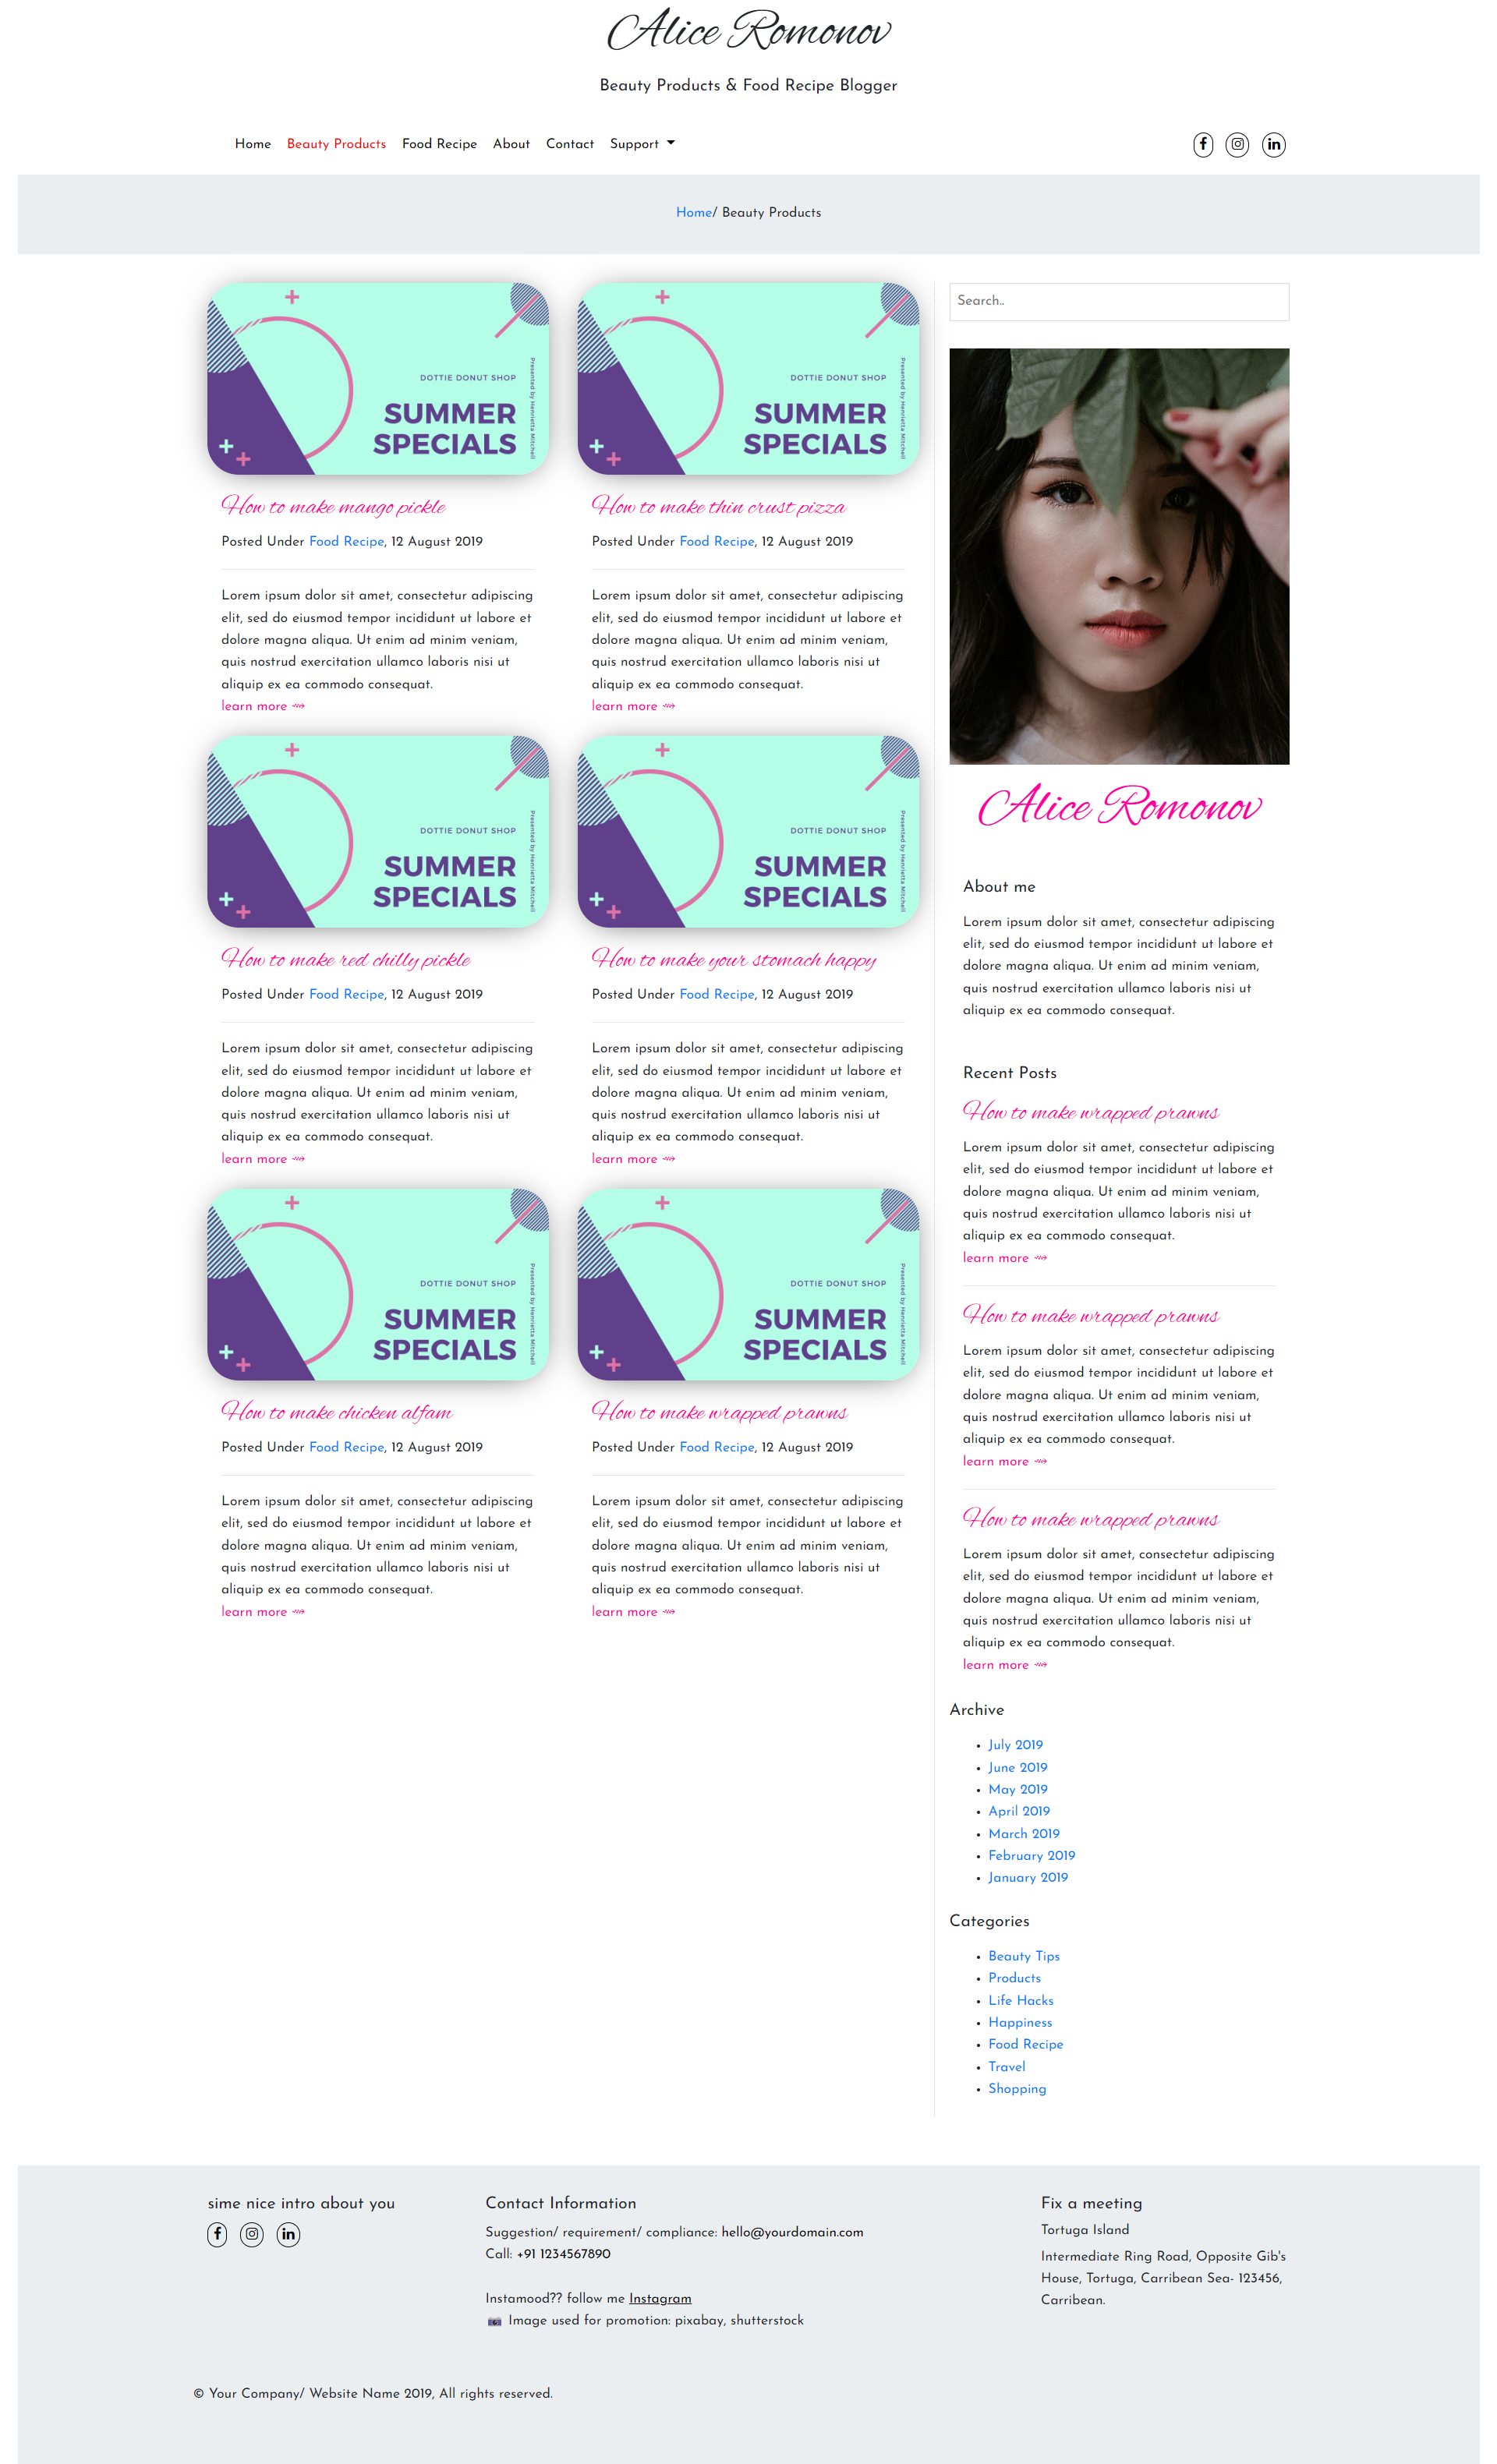 Alice Romonov
Beauty Products & Food Recipe Blogger
Home Beauty Products Food Recipe About Contact Support
Home/ Beauty Products
DOTTIE DONUT SHOP
SUMMER
SPECIALS
Presented by Henrietta Mitchell
How to make mango pickle
Posted Under Food Recipe, 12 August 2019
Lorem ipsum dolor sit amet, consectetur adipiscing
elit, sed do eiusmod tempor incididunt ut labore et
dolore magna aliqua. Ut enim ad minim veniam,
quis nostrud exercitation ullamco laboris nisi ut
aliquip ex ea commodo consequat.
learn more ⇝
DOTTIE DONUT SHOP
SUMMER
SPECIALS
Presented by Henrietta Mitchell
How to make thin crust pizza
Posted Under Food Recipe, 12 August 2019
Lorem ipsum dolor sit amet, consectetur adipiscing
elit, sed do eiusmod tempor incididunt ut labore et
dolore magna aliqua. Ut enim ad minim veniam,
quis nostrud exercitation ullamco laboris nisi ut
aliquip ex ea commodo consequat.
learn more ⇝
DOTTIE DONUT SHOP
SUMMER
SPECIALS
Presented by Henrietta Mitchell
How to make red chilly pickle
Posted Under Food Recipe, 12 August 2019
Lorem ipsum dolor sit amet, consectetur adipiscing
elit, sed do eiusmod tempor incididunt ut labore et
dolore magna aliqua. Ut enim ad minim veniam,
quis nostrud exercitation ullamco laboris nisi ut
aliquip ex ea commodo consequat.
learn more ⇝
DOTTIE DONUT SHOP
SUMMER
SPECIALS
Presented by Henrietta Mitchell
How to make your stomach happy
Posted Under Food Recipe, 12 August 2019
Lorem ipsum dolor sit amet, consectetur adipiscing
elit, sed do eiusmod tempor incididunt ut labore et
dolore magna aliqua. Ut enim ad minim veniam,
quis nostrud exercitation ullamco laboris nisi ut
aliquip ex ea commodo consequat.
learn more ⇝
DOTTIE DONUT SHOP
SUMMER
SPECIALS
Presented by Henrietta Mitchell
How to make chicken alfam
Posted Under Food Recipe, 12 August 2019
Lorem ipsum dolor sit amet, consectetur adipiscing
elit, sed do eiusmod tempor incididunt ut labore et
dolore magna aliqua. Ut enim ad minim veniam,
quis nostrud exercitation ullamco laboris nisi ut
aliquip ex ea commodo consequat.
learn more ⇝
DOTTIE DONUT SHOP
SUMMER
SPECIALS
Presented by Henrietta Mitchell
How to make wrapped prawns
Posted Under Food Recipe, 12 August 2019
Lorem ipsum dolor sit amet, consectetur adipiscing
elit, sed do eiusmod tempor incididunt ut labore et
dolore magna aliqua. Ut enim ad minim veniam,
quis nostrud exercitation ullamco laboris nisi ut
aliquip ex ea commodo consequat.
learn more ⇝
Search..
Alice Romonov
About me
Lorem ipsum dolor sit amet, consectetur adipiscing
elit, sed do eiusmod tempor incididunt ut labore et
dolore magna aliqua. Ut enim ad minim veniam,
quis nostrud exercitation ullamco laboris nisi ut
aliquip ex ea commodo consequat.
Recent Posts
How to make wrapped prawns
Lorem ipsum dolor sit amet, consectetur adipiscing
elit, sed do eiusmod tempor incididunt ut labore et
dolore magna aliqua. Ut enim ad minim veniam,
quis nostrud exercitation ullamco laboris nisi ut
aliquip ex ea commodo consequat.
learn more ⇝
How to make wrapped prawns
Lorem ipsum dolor sit amet, consectetur adipiscing
elit, sed do eiusmod tempor incididunt ut labore et
dolore magna aliqua. Ut enim ad minim veniam,
quis nostrud exercitation ullamco laboris nisi ut
aliquip ex ea commodo consequat.
learn more ⇝
How to make wrapped prawns
Lorem ipsum dolor sit amet, consectetur adipiscing
elit, sed do eiusmod tempor incididunt ut labore et
dolore magna aliqua. Ut enim ad minim veniam,
quis nostrud exercitation ullamco laboris nisi ut
aliquip ex ea commodo consequat.
learn more ⇝
Archive
• July 2019
• June 2019
• May 2019
• April 2019
• March 2019
• February 2019
• January 2019
Categories
• Beauty Tips
• Products
• Life Hacks
• Happiness
• Food Recipe
• Travel
• Shopping
sime nice intro about you
Contact Information
Suggestion/ requirement/ compliance: hello@yourdomain.com
Call: +91 1234567890
Instamood?? follow me Instagram
📷 Image used for promotion: pixabay, shutterstock
Fix a meeting
Tortuga Island
Intermediate Ring Road, Opposite Gib's
House, Tortuga, Carribean Sea- 123456,
Carribean.
© Your Company/ Website Name 2019, All rights reserved.